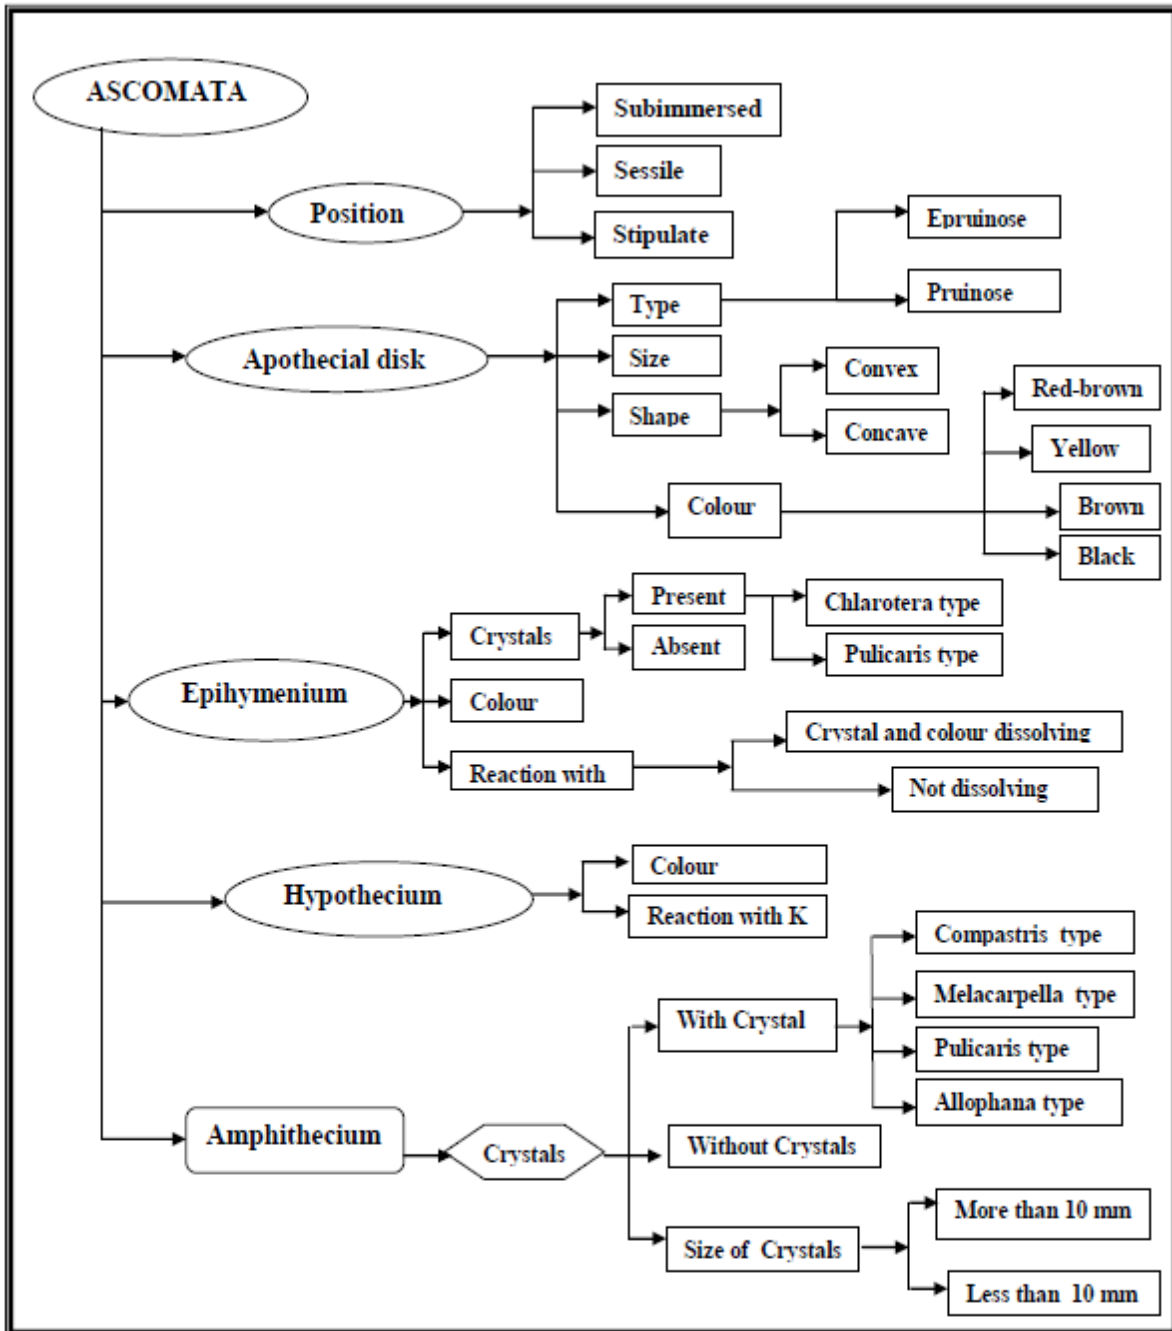 ASCOMATA
Position
Subimmersed
Sessile
Stipulate
Apothecial disk
Type
Epruinose
Pruinose
Size
Shape
Convex
Concave
Colour
Red-brown
Yellow
Brown
Black
Epihymenium
Crystals
Present
Chlarotera type
Pulicaris type
Absent
Colour
Reaction with
Crystal and colour dissolving
Not dissolving
Hypothecium
Colour
Reaction with K
Amphithecium
Crystals
With Crystal
Compastris type
Melacarpella type
Pulicaris type
Allophana type
Without Crystals
Size of Crystals
More than 10 mm
Less than 10 mm